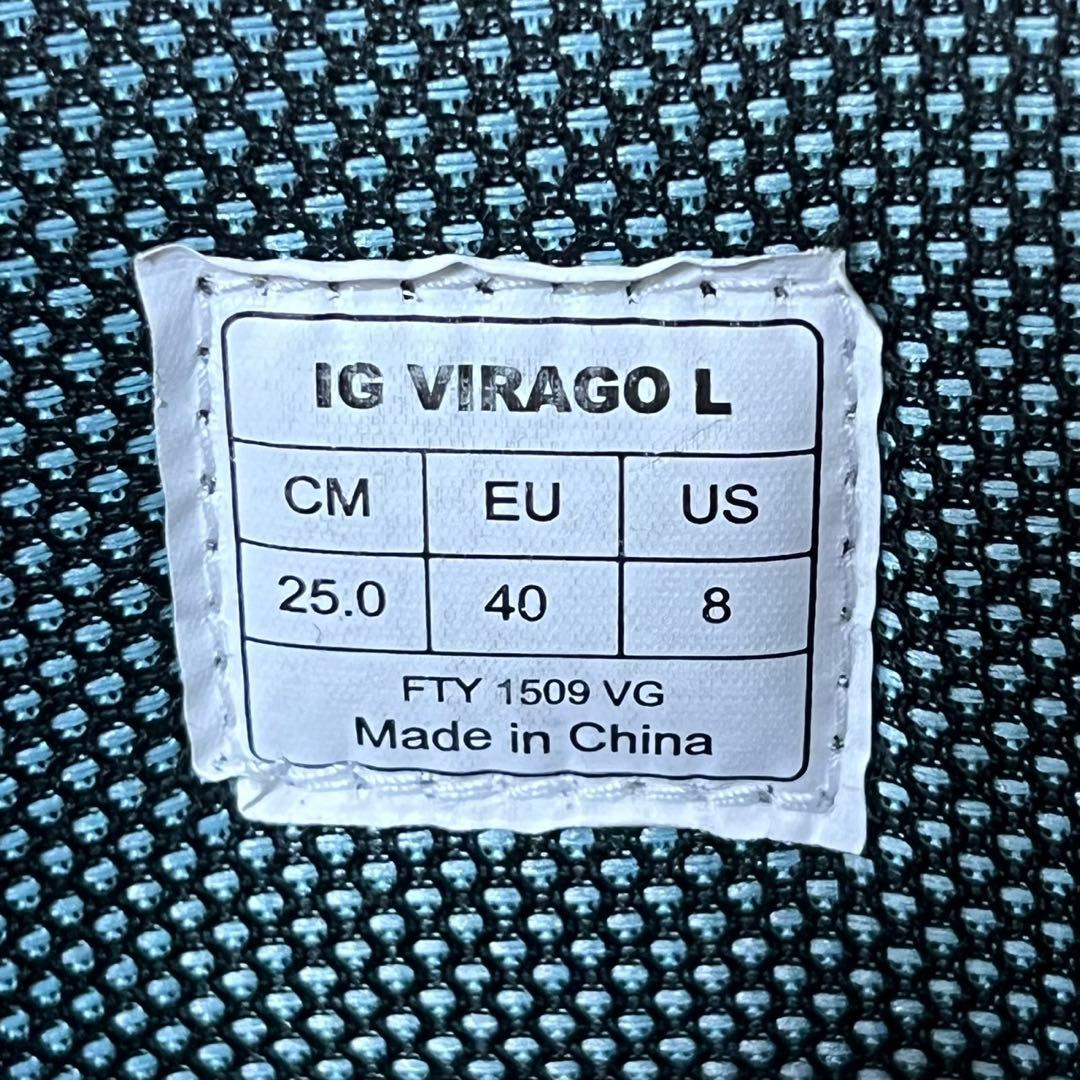 IG VIRAGO L
CM EU US
25.0 40 8
FTY 1509 VG
Made in China